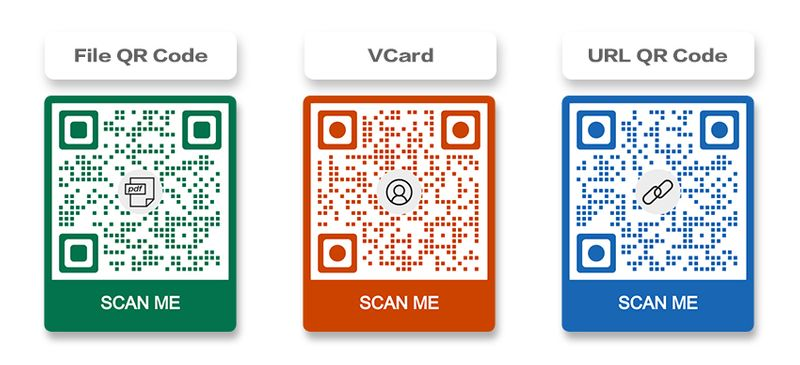 File QR Code
VCard
URL QR Code
pdf
SCAN ME
SCAN ME
SCAN ME